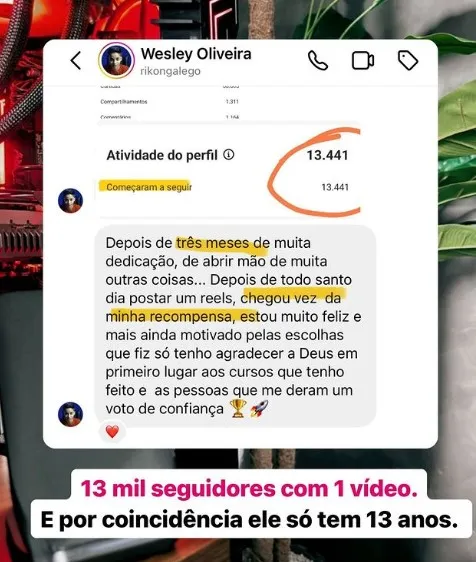 Wesley Oliveira
rikongalego
Compartilhamentos 1.311
Comentários 1.164
Atividade do perfil 13.441
Começaram a seguir 13.441
Depois de três meses de muita
dedicação, de abrir mão de muita
outras coisas... Depois de todo santo
dia postar um reels, chegou vez da
minha recompensa, estou muito feliz e
mais ainda motivado pelas escolhas
que fiz só tenho agradecer a Deus em
primeiro lugar aos cursos que tenho
feito e as pessoas que me deram um
voto de confiança 🏆🚀
13 mil seguidores com 1 vídeo.
E por coincidência ele só tem 13 anos.